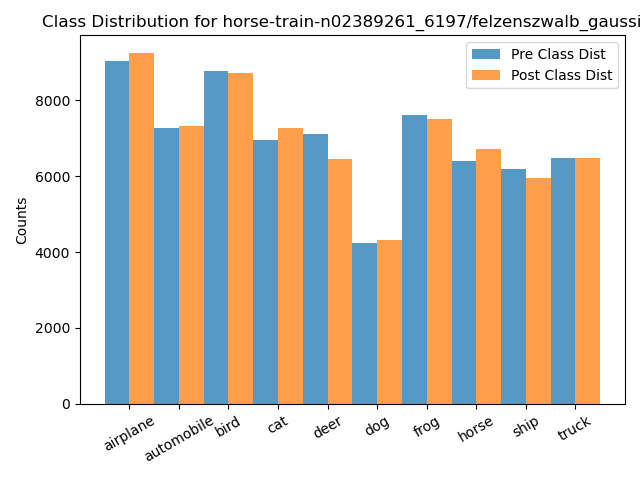 Class Distribution for horse-train-n02389261_6197/felzenszwalb_gaussi
Pre Class Dist
Post Class Dist
Counts
8000
6000
4000
2000
0
airplane
automobile
bird
cat
deer
dog
frog
horse
ship
truck